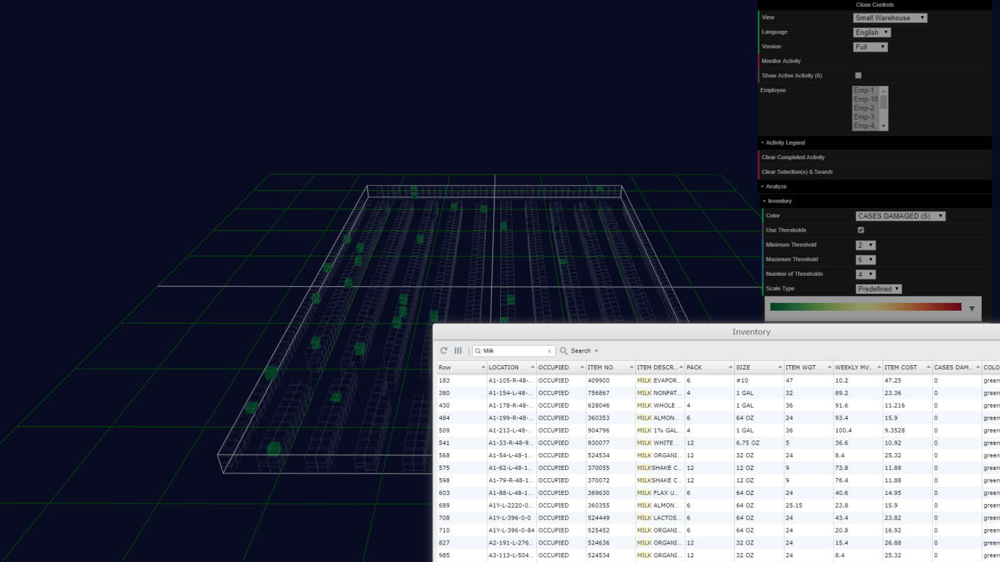 Close Controls
View Small Warehouse
Language English
Version Full
Monitor Activity
Show Active Activity (6)
Employee Emp-1
Emp-10
Emp-2
Emp-3
Emp-4
Activity Legend
Clear Completed Activity
Clear Selection(s) & Search
Analyze
Inventory
Color CASES DAMAGED (S)
Use Thresholds
Minimum Threshold 2
Maximum Threshold 6
Number of Thresholds 4
Scale Type Predefined
Inventory
Milk x Search
Row LOCATION OCCUPIED ITEM NO ITEM DESCR... PACK SIZE ITEM WGT WEEKLY MV... ITEM COST CASES DAM... COLO
183 A1-105-R-48-... OCCUPIED 409900 MILK EVAPOR... 6 #10 47 10.2 47.25 0 green
380 A1-154-L-48-... OCCUPIED 756867 MILK NONFAT... 4 1 GAL 32 89.2 23.36 0 green
430 A1-178-R-48-... OCCUPIED 628046 MILK WHOLE ... 4 1 GAL 36 91.6 11.216 0 green
484 A1-199-R-48-... OCCUPIED 360353 MILK ALMON... 6 64 OZ 24 93.4 15.9 0 green
509 A1-213-L-48-... OCCUPIED 904796 MILK 1% GAL... 4 1 GAL 36 100.4 9.3528 0 green
541 A1-33-R-48-9... OCCUPIED 930077 MILK WHITE ... 12 6.75 OZ 5 36.6 10.92 0 green
568 A1-54-L-48-1... OCCUPIED 524534 MILK ORGANI... 12 32 OZ 24 8.4 25.32 0 green
575 A1-62-L-48-1... OCCUPIED 370055 MILKSHAKE C... 12 12 OZ 9 73.8 11.88 0 green
598 A1-79-R-48-1... OCCUPIED 370072 MILKSHAKE C... 12 12 OZ 9 76.4 11.88 0 green
603 A1-88-L-48-1... OCCUPIED 369630 MILK FLAX U... 6 64 OZ 24 40.6 14.95 0 green
689 A1Y-L-2220-0... OCCUPIED 360355 MILK ALMON... 6 64 OZ 25.15 23.8 15.9 0 green
708 A1Y-L-396-0-0 OCCUPIED 524449 MILK LACTOS... 6 64 OZ 24 43.4 23.82 0 green
710 A1Y-L-396-0-84 OCCUPIED 525452 MILK ORGANI... 6 64 OZ 24 20.8 16.92 0 green
827 A2-191-L-276... OCCUPIED 524636 MILK ORGANI... 12 32 OZ 24 15.4 26.88 0 green
985 A3-113-L-504... OCCUPIED 524534 MILK ORGANI... 12 32 OZ 24 8.4 25.32 0 green